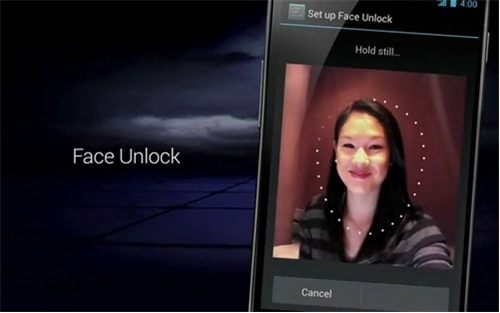 4:00
Set up Face Unlock
Hold still...
Face Unlock
Cancel